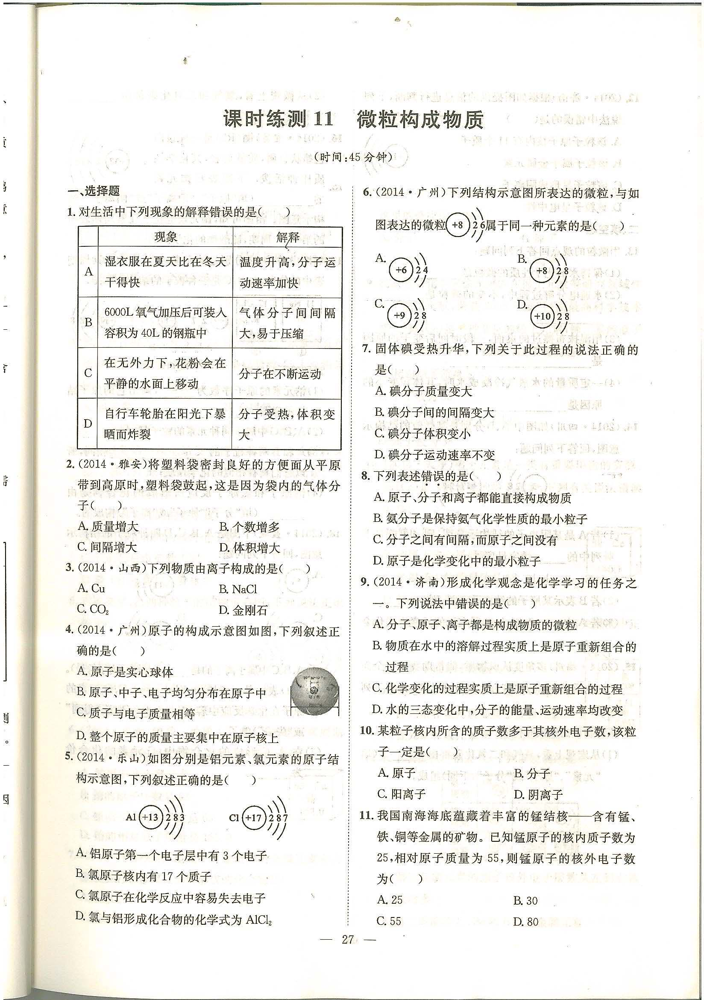 课时练测11 微粒构成物质
(时间:45分钟)
一、选择题
1. 对生活中下列现象的解释错误的是( )
现象 解释
A 湿衣服在夏天比在冬天干得快 温度升高,分子运动速率加快
B 6000L氧气加压后可装入容积为40L的钢瓶中 气体分子间间隔大,易于压缩
C 在无外力下,花粉会在平静的水面上移动 分子在不断运动
D 自行车轮胎在阳光下暴晒而炸裂 分子受热,体积变大
2. (2014·雅安)将塑料袋密封良好的方便面从平原
带到高原时,塑料袋鼓起,这是因为袋内的气体分
子( )
A. 质量增大 B. 个数增多
C. 间隔增大 D. 体积增大
3. (2014·山西)下列物质由离子构成的是( )
A. Cu B. NaCl
C. CO₂ D. 金刚石
4. (2014·广州)原子的构成示意图如图,下列叙述正
确的是( )
A. 原子是实心球体
B. 原子、中子、电子均匀分布在原子中
C. 质子与电子质量相等
D. 整个原子的质量主要集中在原子核上
5. (2014·乐山)如图分别是铝元素、氯元素的原子结
构示意图,下列叙述正确的是( )
Al +13 2 8 3 Cl +17 2 8 7
A. 铝原子第一个电子层中有3个电子
B. 氯原子核内有17个质子
C. 氯原子在化学反应中容易失去电子
D. 氯与铝形成化合物的化学式为AlCl₂
6. (2014·广州)下列结构示意图所表达的微粒,与如
图表达的微粒 +8 2 6 属于同一种元素的是( )
A. +6 2 4 B. +8 2 8
C. +9 2 8 D. +10 2 8
7. 固体碘受热升华,下列关于此过程的说法正确的
是( )
A. 碘分子质量变大
B. 碘分子间的间隔变大
C. 碘分子体积变小
D. 碘分子运动速率不变
8. 下列表述错误的是( )
A. 原子、分子和离子都能直接构成物质
B. 氨分子是保持氨气化学性质的最小粒子
C. 分子之间有间隔,而原子之间没有
D. 原子是化学变化中的最小粒子
9. (2014·济南)形成化学观念是化学学习的任务之
一。下列说法中错误的是( )
A. 分子、原子、离子都是构成物质的微粒
B. 物质在水中的溶解过程实质上是原子重新组合的
过程
C. 化学变化的过程实质上是原子重新组合的过程
D. 水的三态变化中,分子的能量、运动速率均改变
10. 某粒子核内所含的质子数多于其核外电子数,该粒
子一定是( )
A. 原子 B. 分子
C. 阳离子 D. 阴离子
11. 我国南海海底蕴藏着丰富的锰结核——含有锰、
铁、铜等金属的矿物。已知锰原子的核内质子数为
25,相对原子质量为55,则锰原子的核外电子数
为( )
A. 25 B. 30
C. 55 D. 80
— 27 —